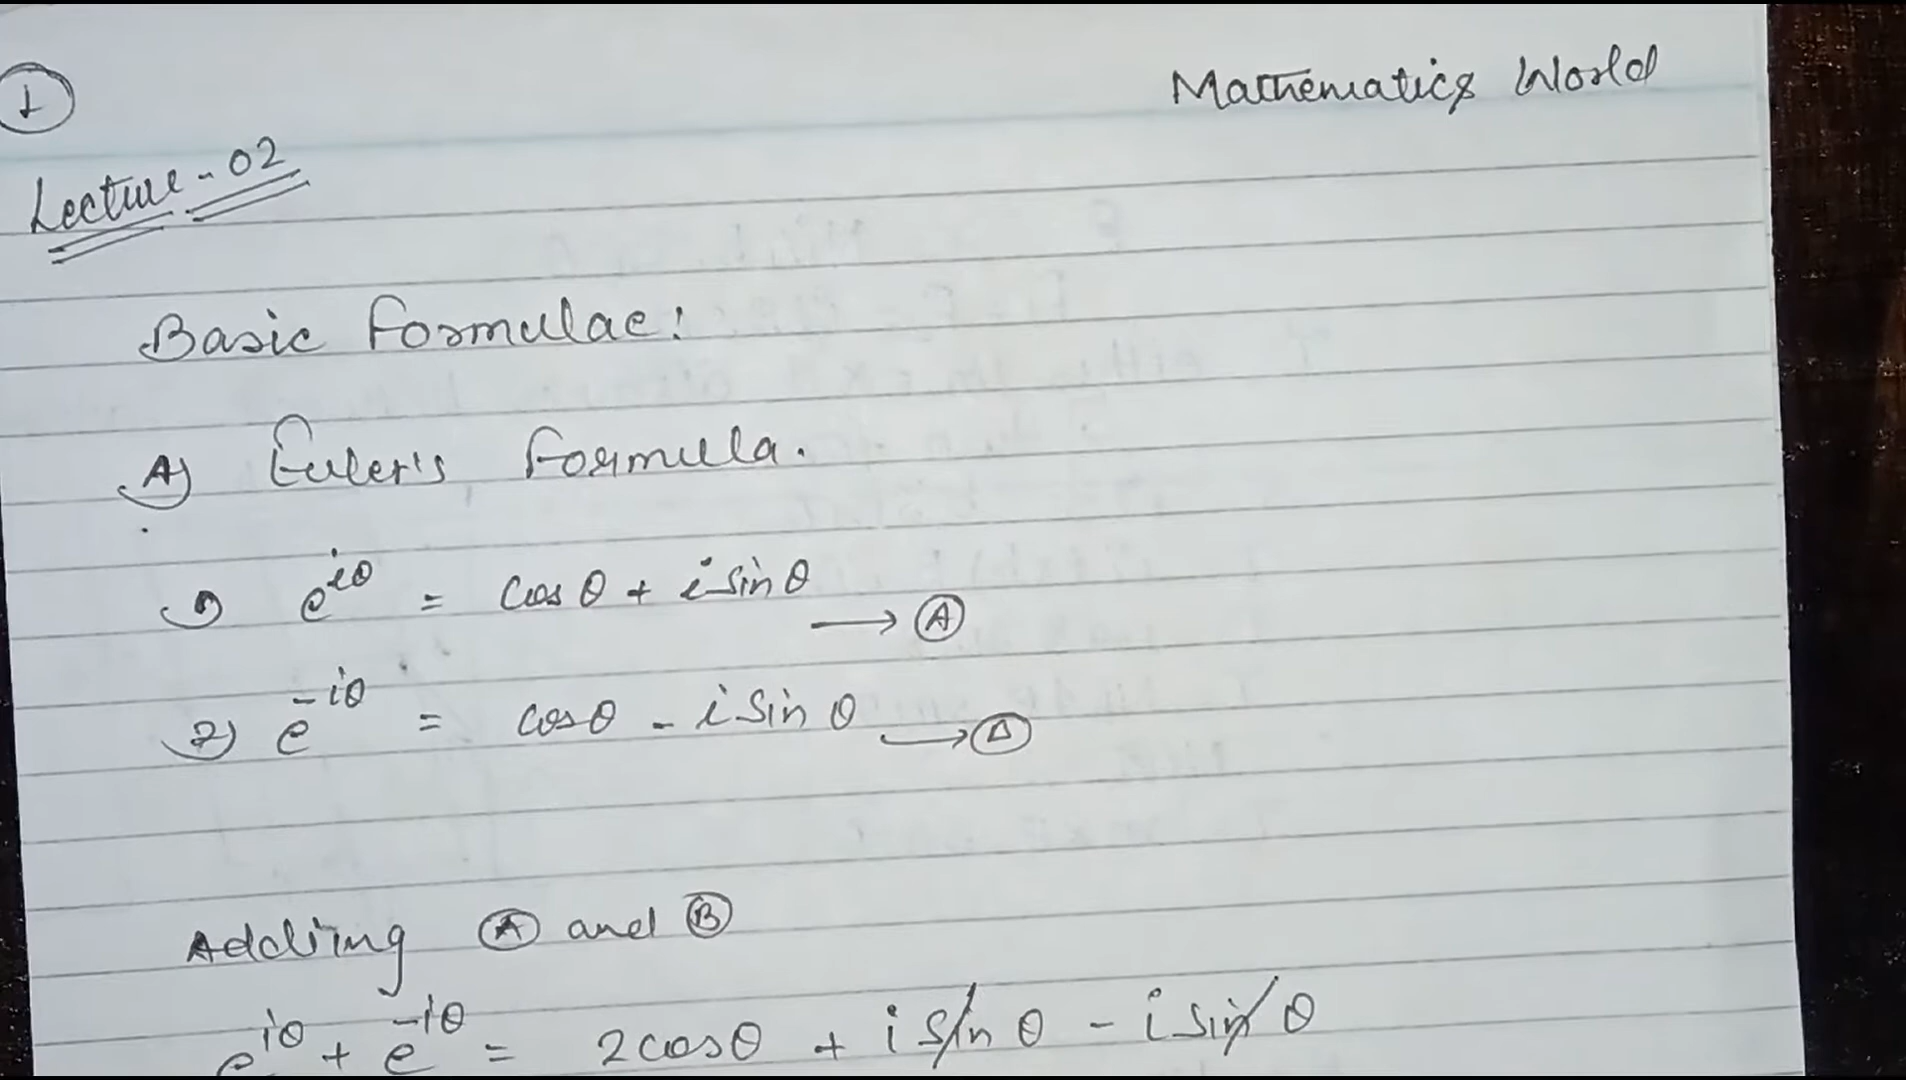 1
Mathematics World
Lecture-02
Basic Formulae:
A) Euler's Formula.
1) e^{iθ} = cos θ + i sin θ → Ⓐ
2) e^{-iθ} = cos θ - i sin θ → Ⓑ
Adding Ⓐ and Ⓑ
e^{iθ} + e^{-iθ} = 2cosθ + i sin θ - i sin θ